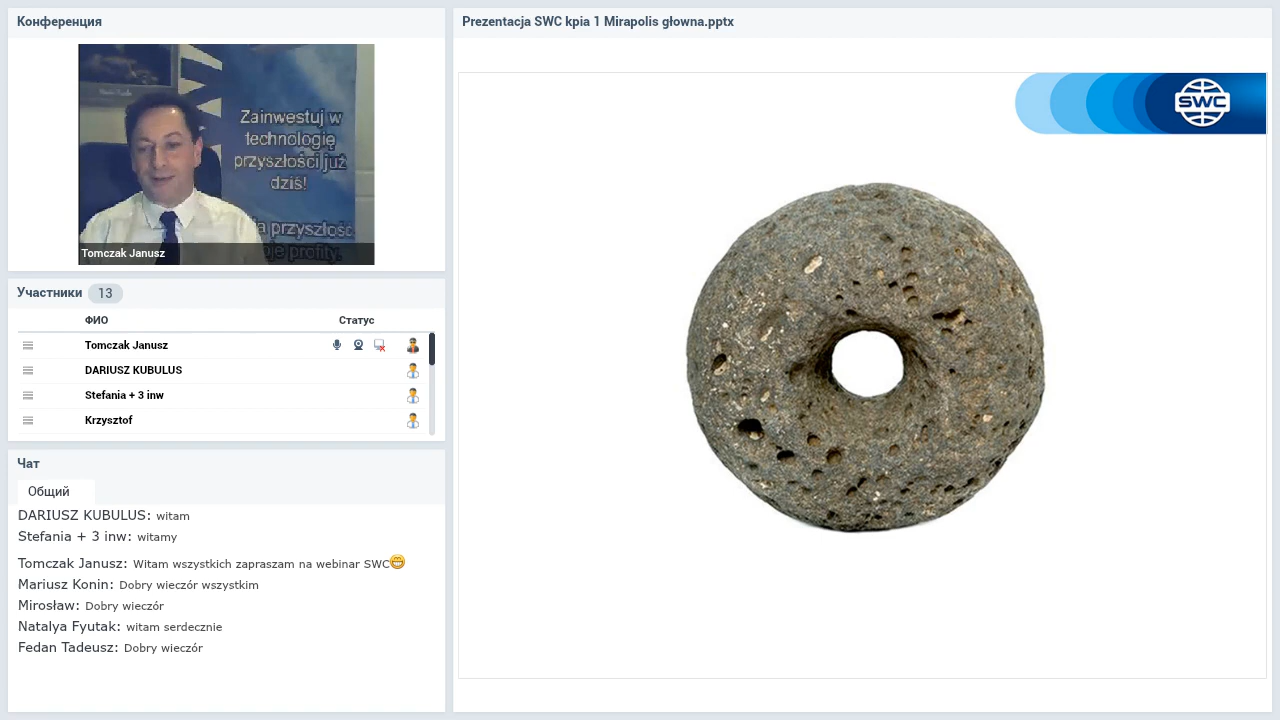 Конференция
Zainwestuj w
technologię
przyszłości już
dziś!
przyszłość
profity.
Tomczak Janusz
Участники 13
ФИО Статус
Tomczak Janusz
DARIUSZ KUBULUS
Stefania + 3 inw
Krzysztof
Чат
Общий
DARIUSZ KUBULUS: witam
Stefania + 3 inw: witamy
Tomczak Janusz: Witam wszystkich zapraszam na webinar SWC
Mariusz Konin: Dobry wieczór wszystkim
Mirosław: Dobry wieczór
Natalya Fyutak: witam serdecznie
Fedan Tadeusz: Dobry wieczór
Prezentacja SWC kpia 1 Mirapolis głowna.pptx
SWC